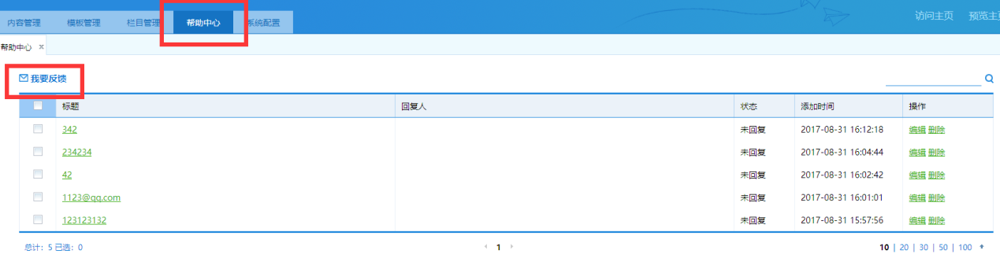 访问主页 预览主
内容管理 模板管理 栏目管理 帮助中心 系统配置
帮助中心 ×
我要反馈
标题 回复人 状态 添加时间 操作
342 未回复 2017-08-31 16:12:18 编辑 删除
234234 未回复 2017-08-31 16:04:44 编辑 删除
42 未回复 2017-08-31 16:02:42 编辑 删除
1123@qq.com 未回复 2017-08-31 16:01:01 编辑 删除
123123132 未回复 2017-08-31 15:57:56 编辑 删除
总计：5 已选：0 1 10 | 20 | 30 | 50 | 100